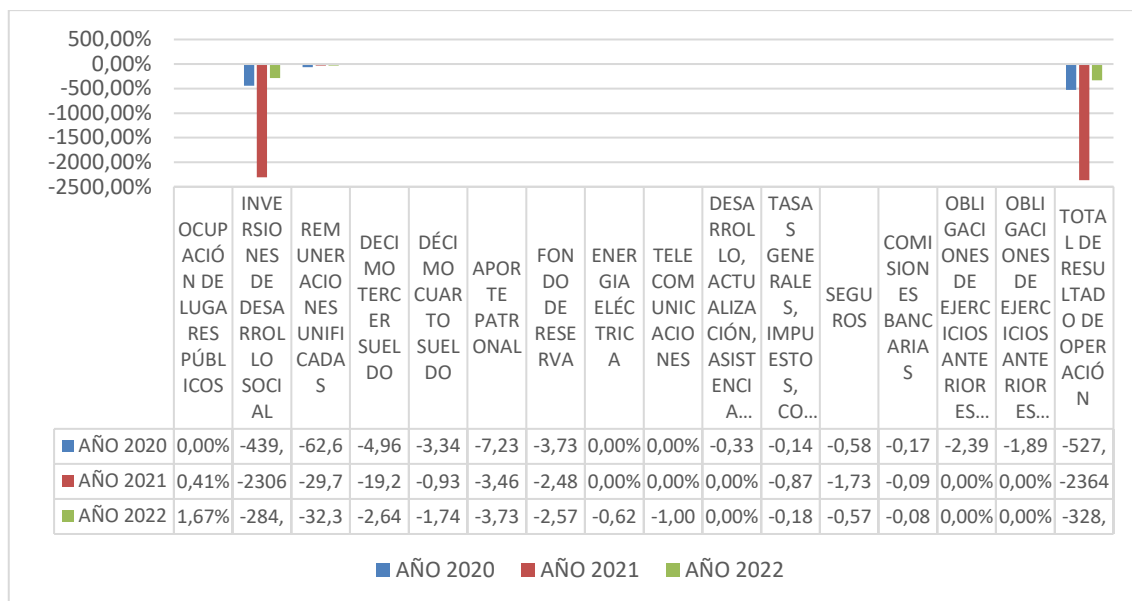 500,00%
0,00%
-500,00%
-1000,00%
-1500,00%
-2000,00%
-2500,00%
OCUP
ACIÓ
N DE
LUGA
RES
PÚBL
ICOS
INVE
RSIO
NES
DE
DESA
RROL
LO
SOCI
AL
REM
UNER
ACIO
NES
UNIF
ICADA
S
DECI
MO
TERC
ER
SUEL
DO
DÉCI
MO
CUAR
TO
SUEL
DO
APOR
TE
PATR
ONAL
FON
DO
DE
RESE
RVA
ENER
GIA
ELÉC
TRIC
A
TELE
COM
UNIC
ACIO
NES
DESA
RROL
LO,
ACTU
ALIZA
CIÓN,
ASIST
ENCI
A...
TASA
S
GENE
RALE
S,
IMPU
ESTO
S,
CO...
SEGU
ROS
COMI
SION
ES
BANC
ARIA
S
OBLI
GACI
ONES
DE
EJERC
ICIOS
ANTE
RIOR
ES...
OBLI
GACI
ONES
DE
EJERC
ICIOS
ANTE
RIOR
ES...
TOTA
L DE
RESU
LTAD
O DE
OPER
ACIÓ
N
AÑO 2020 0,00% -439, -62,6 -4,96 -3,34 -7,23 -3,73 0,00% 0,00% -0,33 -0,14 -0,58 -0,17 -2,39 -1,89 -527,
AÑO 2021 0,41% -2306 -29,7 -19,2 -0,93 -3,46 -2,48 0,00% 0,00% 0,00% -0,87 -1,73 -0,09 0,00% 0,00% -2364
AÑO 2022 1,67% -284, -32,3 -2,64 -1,74 -3,73 -2,57 -0,62 -1,00 0,00% -0,18 -0,57 -0,08 0,00% 0,00% -328,
AÑO 2020 AÑO 2021 AÑO 2022